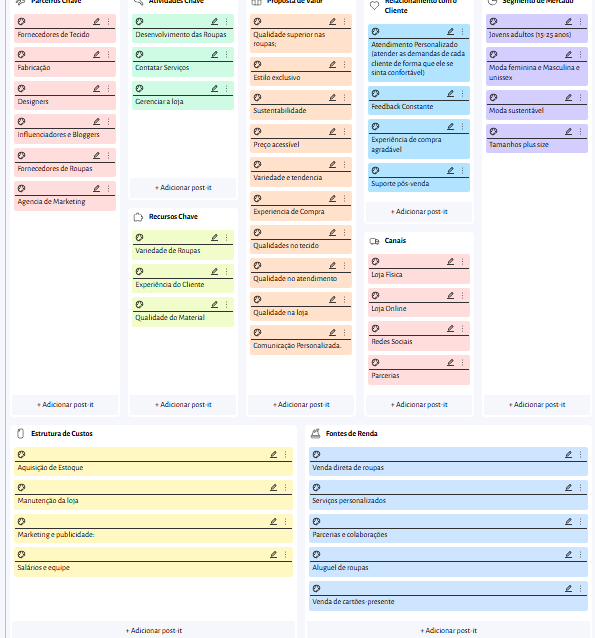 Parceiros Chave
Fornecedores de Tecido
Fabricação
Designers
Influenciadores e Bloggers
Fornecedores de Roupas
Agencia de Marketing
+ Adicionar post-it
Atividades Chave
Desenvolvimento das Roupas
Contatar Serviços
Gerenciar a loja
+ Adicionar post-it
Recursos Chave
Variedade de Roupas
Experiência do Cliente
Qualidade do Material
+ Adicionar post-it
Proposta de Valor
Qualidade superior nas
roupas;
Estilo exclusivo
Sustentabilidade
Preço acessível
Variedade e tendencia
Experiencia de Compra
Qualidades no tecido
Qualidade no atendimento
Qualidade na loja
Comunicação Personalizada.
+ Adicionar post-it
Relacionamento com o
Cliente
Atendimento Personalizado
(atender as demandas de cada
cliente de forma que ele se
sinta confortável)
Feedback Constante
Experiência de compra
agradável
Suporte pós-venda
+ Adicionar post-it
Canais
Loja Física
Loja Online
Redes Sociais
Parcerias
+ Adicionar post-it
Segmento de Mercado
Jovens adultos (15-25 anos)
Moda feminina e Masculina e
unissex
Moda sustentável
Tamanhos plus size
+ Adicionar post-it
Estrutura de Custos
Aquisição de Estoque
Manutenção da loja
Marketing e publicidade:
Salários e equipe
+ Adicionar post-it
Fontes de Renda
Venda direta de roupas
Serviços personalizados
Parcerias e colaborações
Aluguel de roupas
Venda de cartões-presente
+ Adicionar post-it